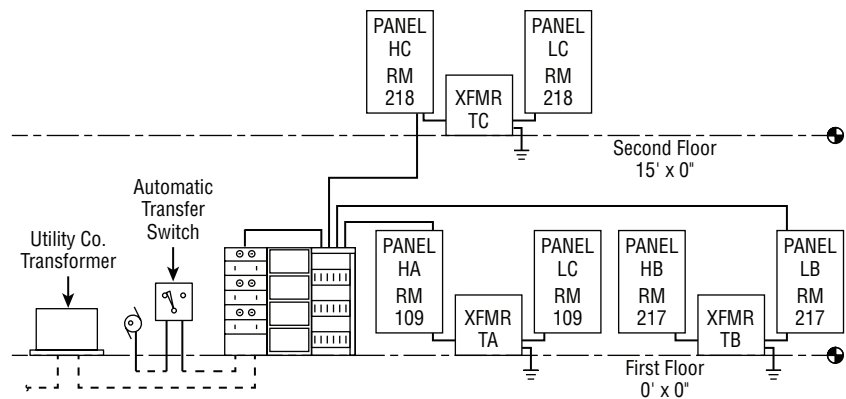 PANEL
HC
RM
218
XFMR
TC
PANEL
LC
RM
218
Second Floor
15' x 0"
Automatic
Transfer
Switch
Utility Co.
Transformer
PANEL
HA
RM
109
XFMR
TA
PANEL
LC
RM
109
PANEL
HB
RM
217
XFMR
TB
PANEL
LB
RM
217
First Floor
0' x 0"